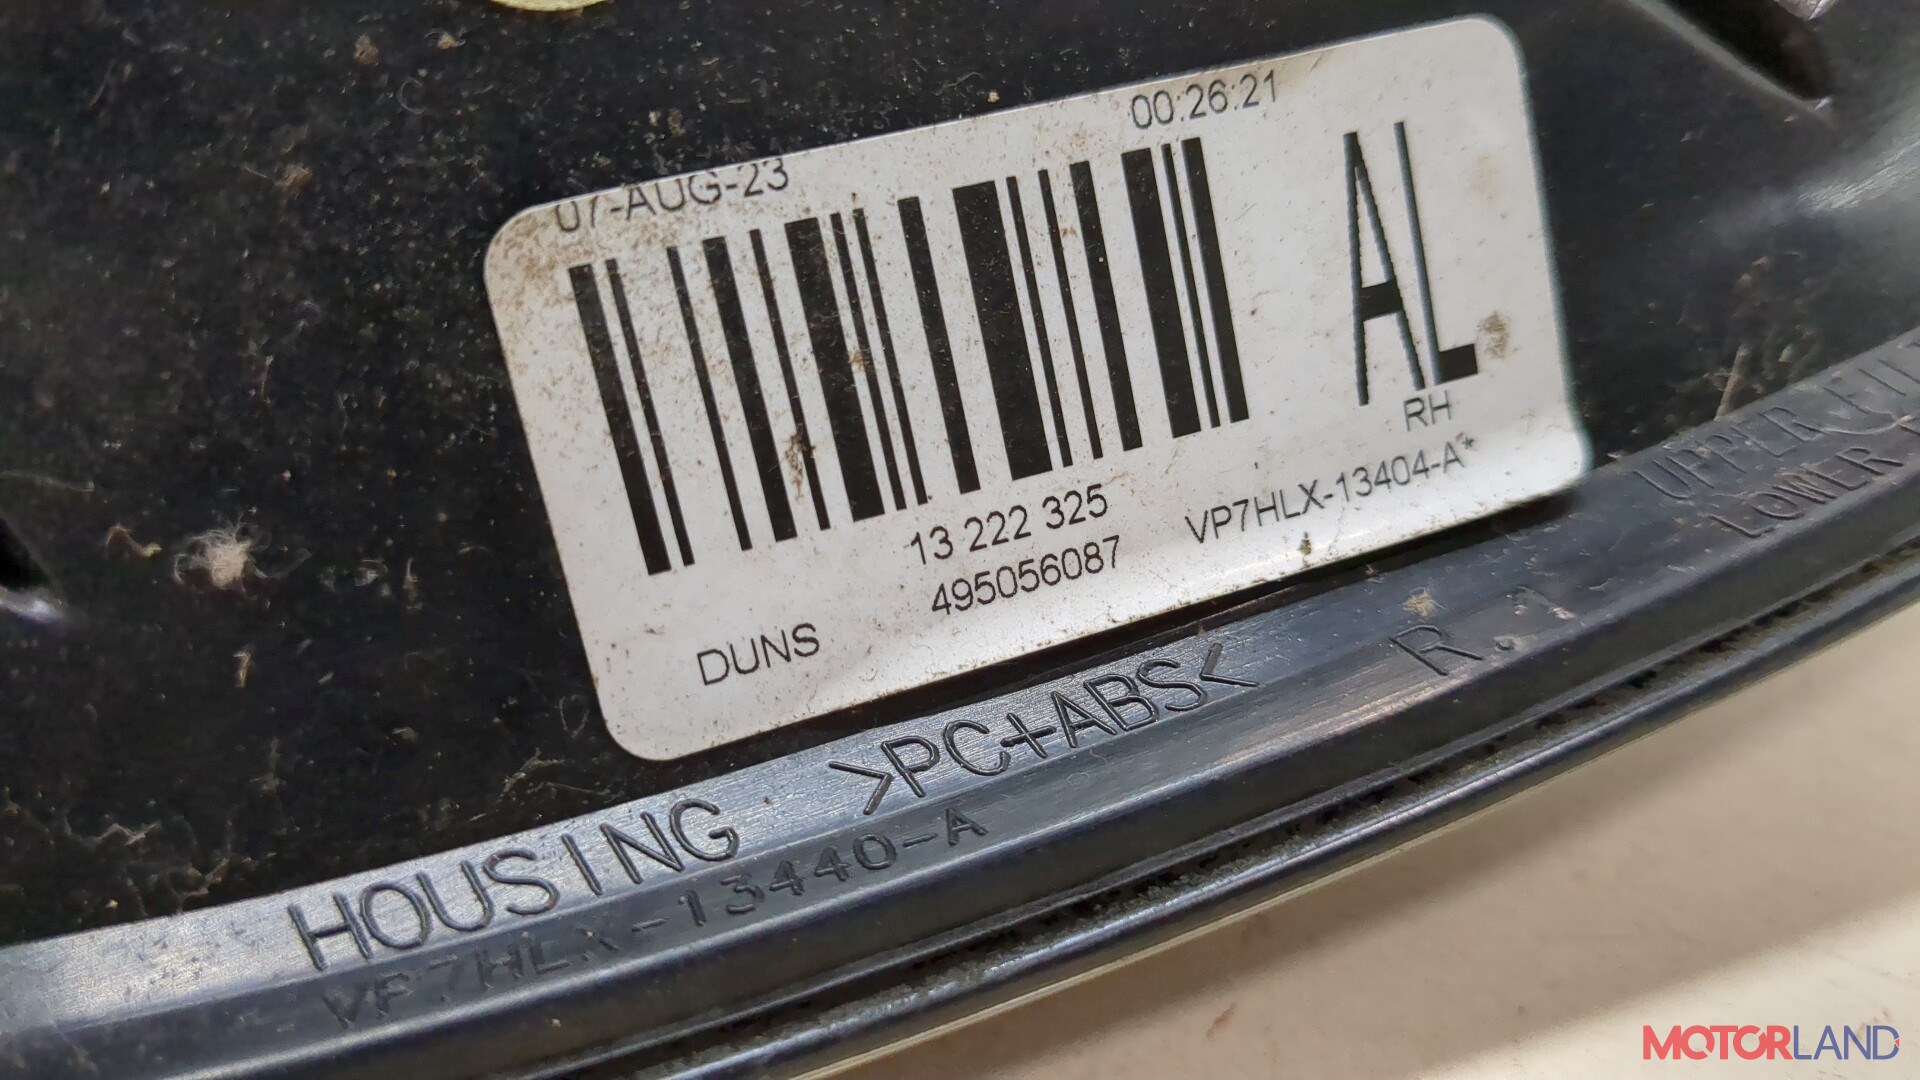 07-AUG-23
00:26:21
AL
RH
13 222 325
VP7HLX-13404-A*
495056087
DUNS
UPPER
LOWER
HOUSING >PC+ABS< R.1
VP7HLX-13440-A
MOTORLAND